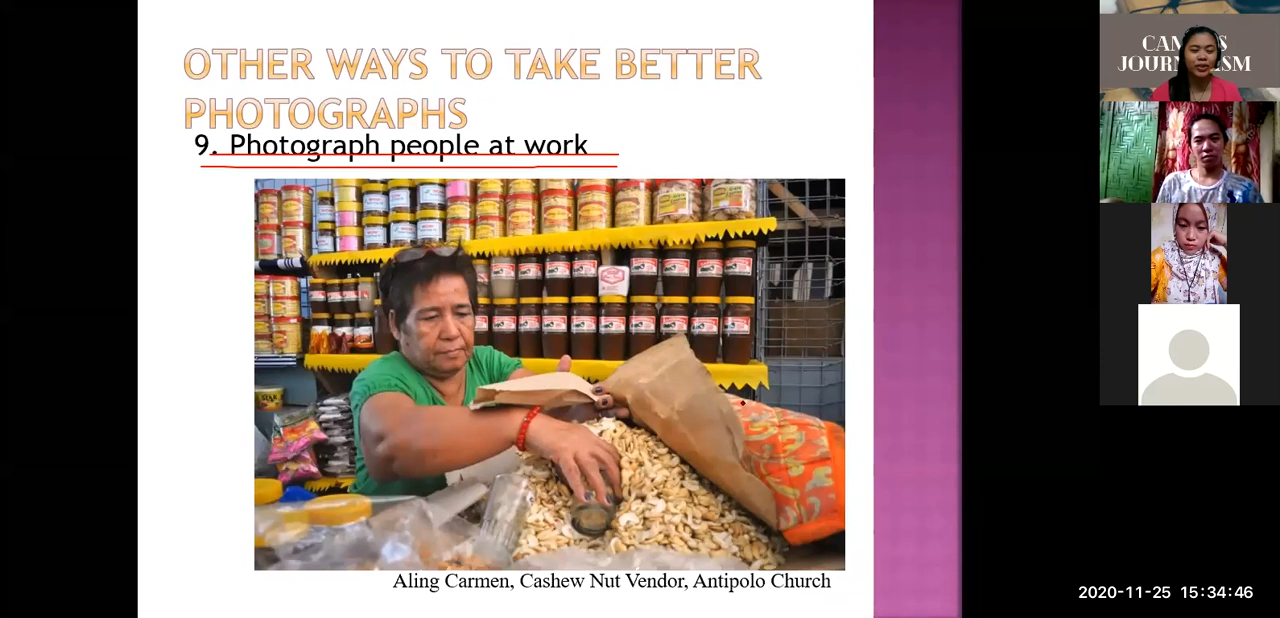 OTHER WAYS TO TAKE BETTER
PHOTOGRAPHS
9. Photograph people at work
Aling Carmen, Cashew Nut Vendor, Antipolo Church
2020-11-25 15:34:46